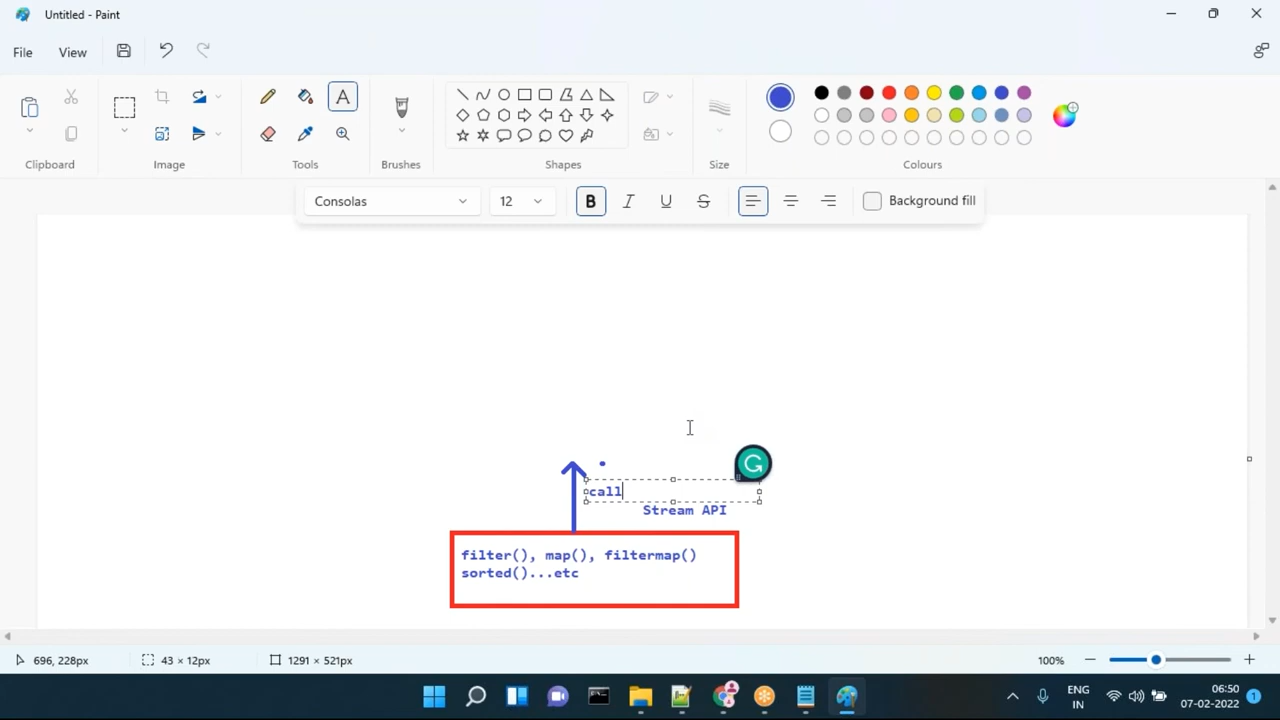 Untitled - Paint
File
View
Clipboard
Image
Tools
Brushes
Shapes
Size
Colours
Consolas
12
B
I
U
S
Background fill
call
Stream API
filter(), map(), filtermap()
sorted()...etc
696, 228px
43 × 12px
1291 × 521px
100%
ENG
IN
06:50
07-02-2022
1